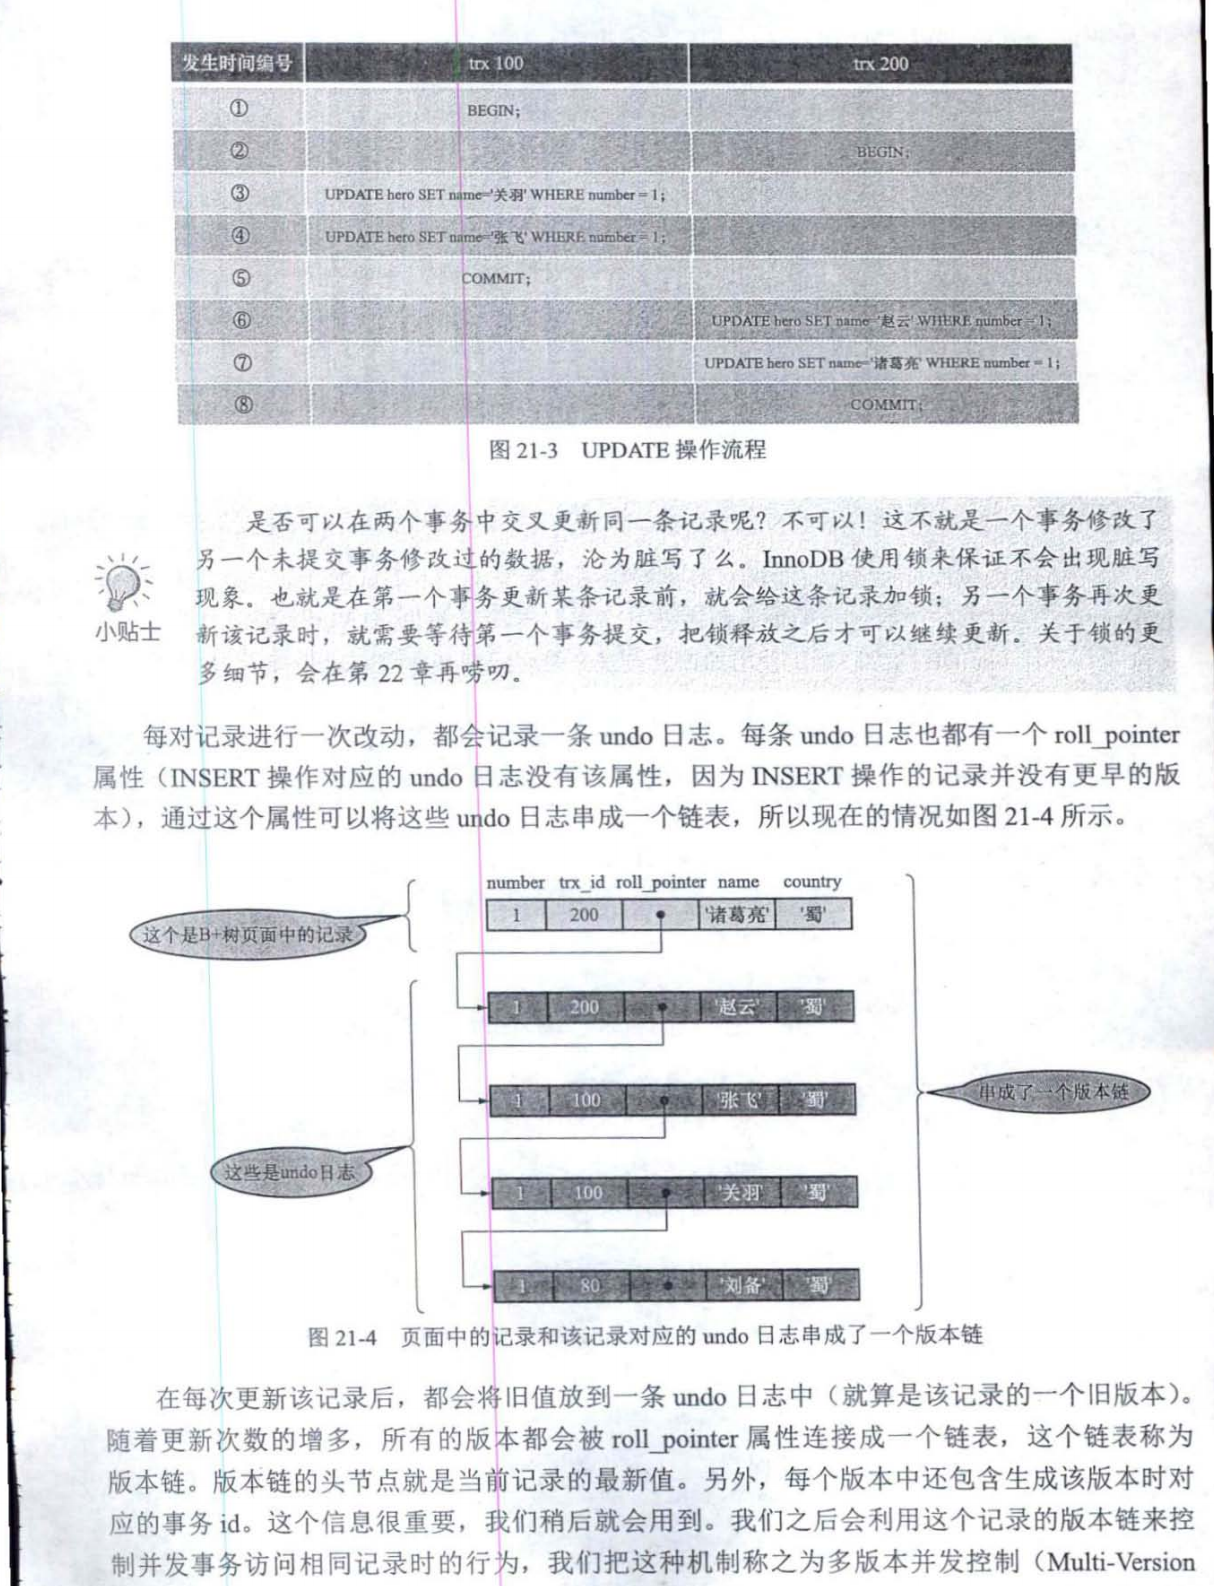 发生时间编号 trx 100 trx 200
① BEGIN;
② BEGIN;
③ UPDATE hero SET name='关羽' WHERE number = 1;
④ UPDATE hero SET name='张飞' WHERE number = 1;
⑤ COMMIT;
⑥ UPDATE hero SET name='赵云' WHERE number = 1;
⑦ UPDATE hero SET name='诸葛亮' WHERE number = 1;
⑧ COMMIT;
图 21-3 UPDATE 操作流程
是否可以在两个事务中交叉更新同一条记录呢？不可以！这不就是一个事务修改了
另一个未提交事务修改过的数据，沦为脏写了么。InnoDB 使用锁来保证不会出现脏写
现象。也就是在第一个事务更新某条记录前，就会给这条记录加锁；另一个事务再次更
小贴士 新该记录时，就需要等待第一个事务提交，把锁释放之后才可以继续更新。关于锁的更
多细节，会在第 22 章再唠叨。
每对记录进行一次改动，都会记录一条 undo 日志。每条 undo 日志也都有一个 roll_pointer
属性（INSERT 操作对应的 undo 日志没有该属性，因为 INSERT 操作的记录并没有更早的版
本），通过这个属性可以将这些 undo 日志串成一个链表，所以现在的情况如图 21-4 所示。
number trx_id roll_pointer name country
1 200 '诸葛亮' '蜀'
这个是B+树页面中的记录
1 200 '赵云' '蜀'
1 100 '张飞' '蜀'
串成了一个版本链
这些是undo日志
1 100 '关羽' '蜀'
1 80 '刘备' '蜀'
图 21-4 页面中的记录和该记录对应的 undo 日志串成了一个版本链
在每次更新该记录后，都会将旧值放到一条 undo 日志中（就算是该记录的一个旧版本）。
随着更新次数的增多，所有的版本都会被 roll_pointer 属性连接成一个链表，这个链表称为
版本链。版本链的头节点就是当前记录的最新值。另外，每个版本中还包含生成该版本时对
应的事务 id。这个信息很重要，我们稍后就会用到。我们之后会利用这个记录的版本链来控
制并发事务访问相同记录时的行为，我们把这种机制称之为多版本并发控制（Multi-Version